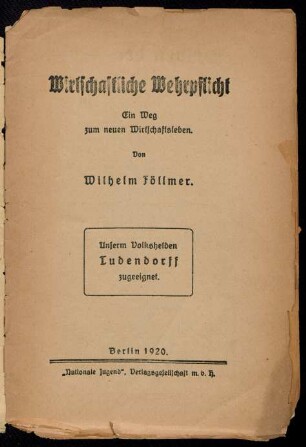 Wirtschaftliche Wehrpflicht
Ein Weg
zum neuen Wirtschaftsleben.
Von
Wilhelm Föllmer.
Unserm Volkshelden
Ludendorff
zugeeignet.
Berlin 1920.
„Nationale Jugend“, Verlagsgesellschaft m. b. H.